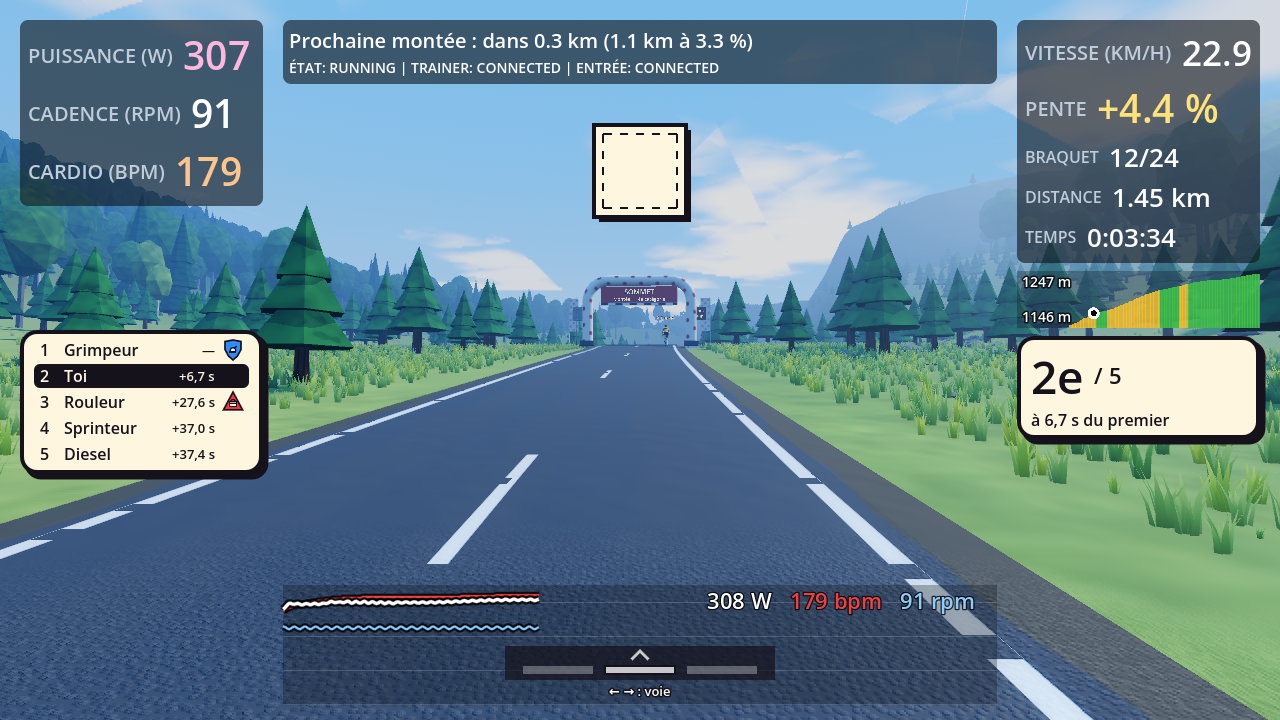 PUISSANCE (W) 307
CADENCE (RPM) 91
CARDIO (BPM) 179
Prochaine montée : dans 0.3 km (1.1 km à 3.3 %)
ÉTAT: RUNNING | TRAINER: CONNECTED | ENTRÉE: CONNECTED
VITESSE (KM/H) 22.9
PENTE +4.4 %
BRAQUET 12/24
DISTANCE 1.45 km
TEMPS 0:03:34
1247 m
1146 m
SOMMET
1 Grimpeur —
2 Toi +6,7 s
3 Rouleur +27,6 s
4 Sprinteur +37,0 s
5 Diesel +37,4 s
2e / 5
à 6,7 s du premier
308 W 179 bpm 91 rpm
← → : voie